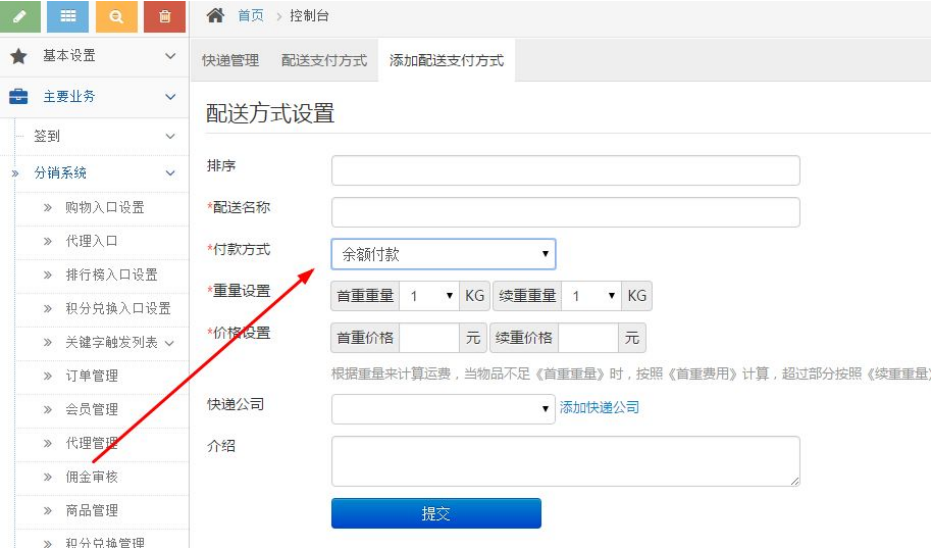 首页 > 控制台
基本设置
主要业务
签到
分销系统
购物入口设置
代理入口
排行榜入口设置
积分兑换入口设置
关键字触发列表
订单管理
会员管理
代理管理
佣金审核
商品管理
积分兑换管理
快递管理 配送支付方式 添加配送支付方式
配送方式设置
排序
*配送名称
*付款方式 余额付款
*重量设置 首重重量 1 KG 续重重量 1 KG
*价格设置 首重价格 元 续重价格 元
根据重量来计算运费，当物品不足《首重重量》时，按照《首重费用》计算，超过部分按照《续重重量》
快递公司 添加快递公司
介绍
提交